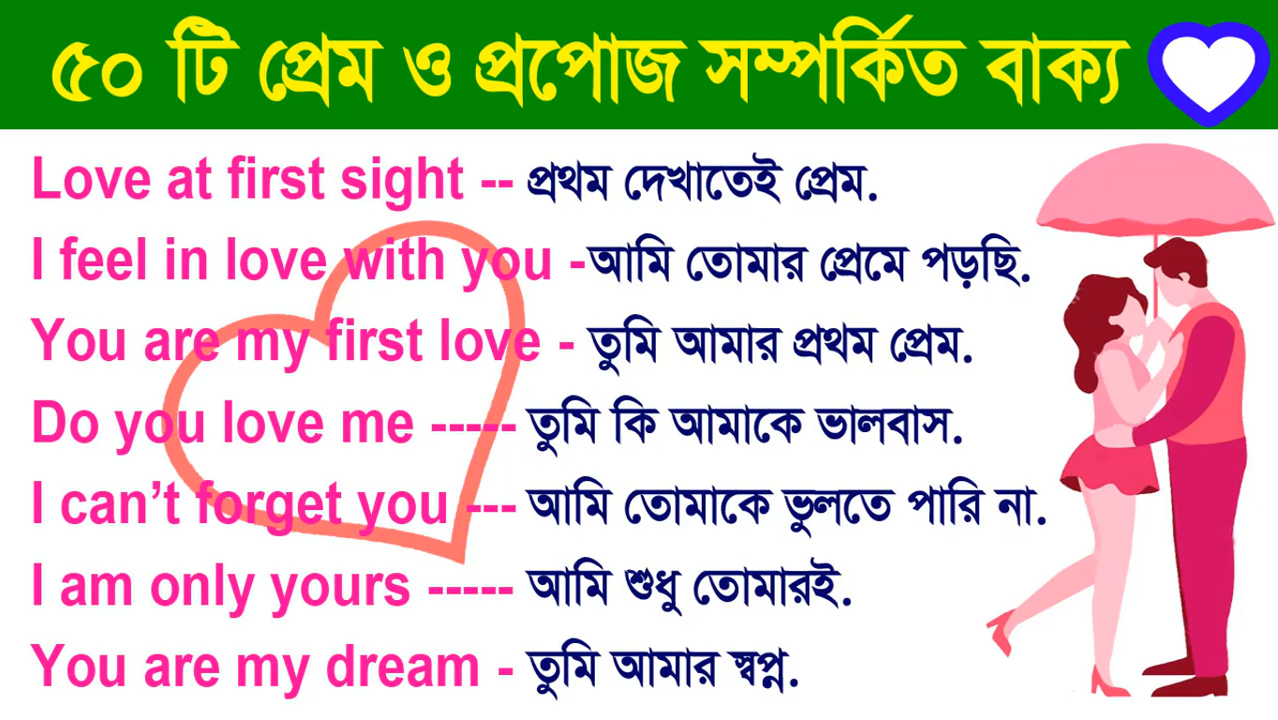 ৫০ টি প্রেম ও প্রপোজ সম্পর্কিত বাক্য
Love at first sight -- প্রথম দেখাতেই প্রেম.
I feel in love with you -আমি তোমার প্রেমে পড়ছি.
You are my first love - তুমি আমার প্রথম প্রেম.
Do you love me ----- তুমি কি আমাকে ভালবাস.
I can’t forget you --- আমি তোমাকে ভুলতে পারি না.
I am only yours ----- আমি শুধু তোমারই.
You are my dream - তুমি আমার স্বপ্ন.